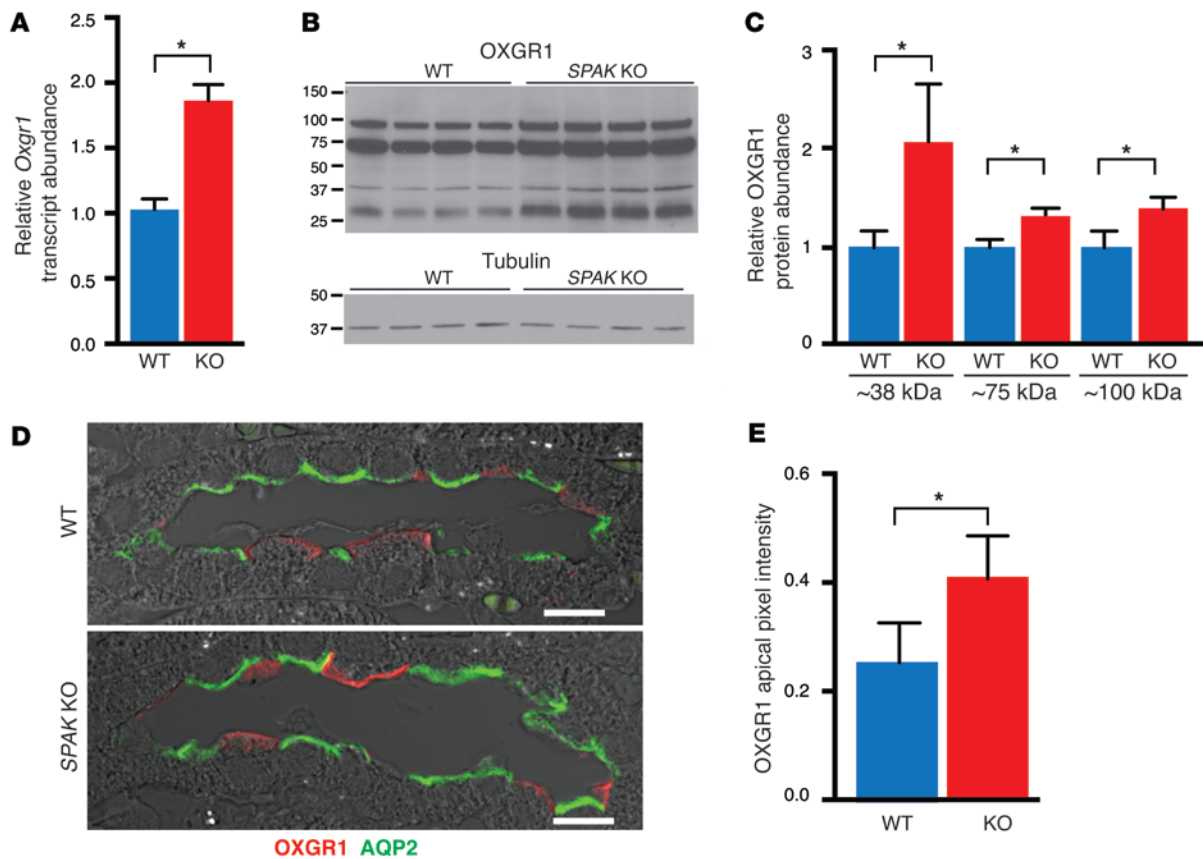 A
Relative Oxgr1
transcript abundance
2.5
2.0
1.5
1.0
0.5
0.0
*
WT KO
B
OXGR1
WT SPAK KO
150
100
75
50
37
25
Tubulin
WT SPAK KO
50
37
C
Relative OXGR1
protein abundance
3
2
1
0
* * *
WT KO WT KO WT KO
~38 kDa ~75 kDa ~100 kDa
D
WT
SPAK KO
OXGR1 AQP2
E
OXGR1 apical pixel intensity
0.6
0.4
0.2
0.0
*
WT KO